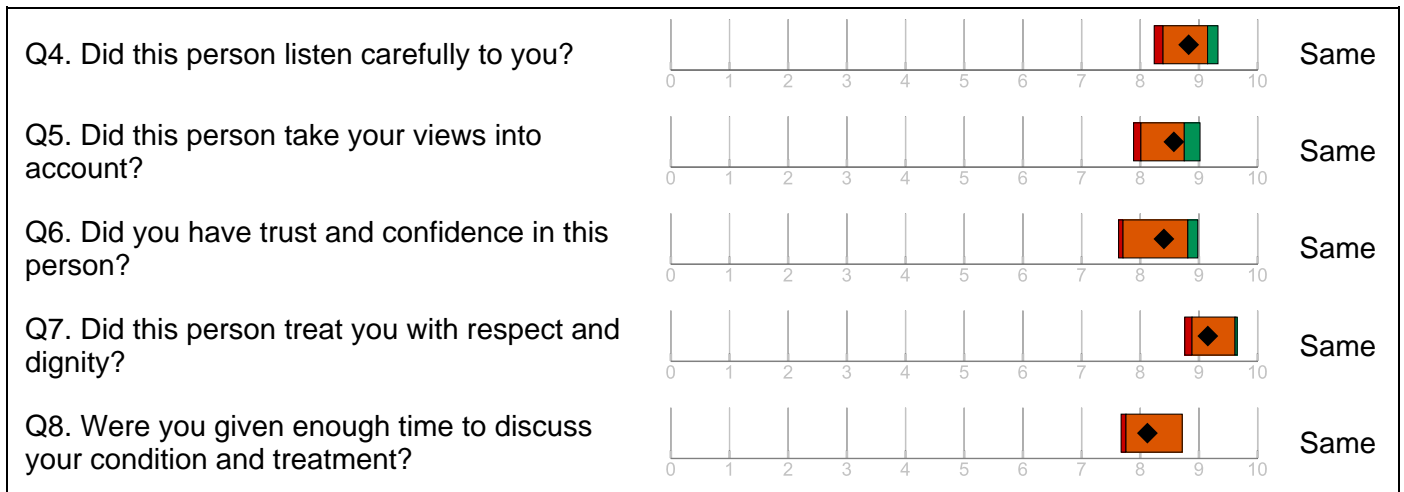 Q4. Did this person listen carefully to you?
0 1 2 3 4 5 6 7 8 9 10
Same
Q5. Did this person take your views into
account?
0 1 2 3 4 5 6 7 8 9 10
Same
Q6. Did you have trust and confidence in this
person?
0 1 2 3 4 5 6 7 8 9 10
Same
Q7. Did this person treat you with respect and
dignity?
0 1 2 3 4 5 6 7 8 9 10
Same
Q8. Were you given enough time to discuss
your condition and treatment?
0 1 2 3 4 5 6 7 8 9 10
Same